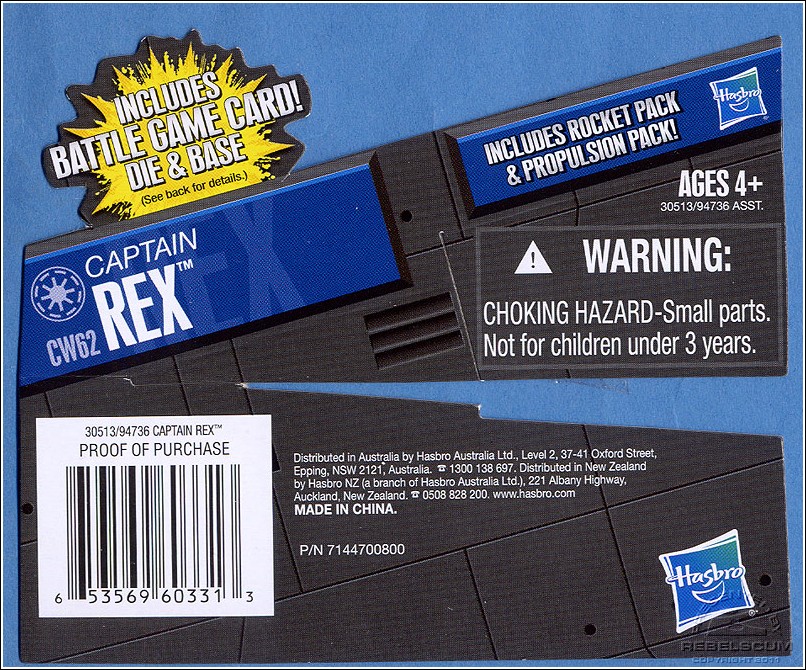 INCLUDES
BATTLE GAME CARD!
DIE & BASE
(See back for details.)
INCLUDES ROCKET PACK
& PROPULSION PACK!
Hasbro
AGES 4+
30513/94736 ASST.
CAPTAIN
REX™
REX
CW62
WARNING:
CHOKING HAZARD-Small parts.
Not for children under 3 years.
30513/94736 CAPTAIN REX™
PROOF OF PURCHASE
6 53569 60331 3
Distributed in Australia by Hasbro Australia Ltd., Level 2, 37-41 Oxford Street,
Epping, NSW 2121, Australia. ☎ 1300 138 697. Distributed in New Zealand
by Hasbro NZ (a branch of Hasbro Australia Ltd.), 221 Albany Highway,
Auckland, New Zealand. ☎ 0508 828 200. www.hasbro.com
MADE IN CHINA.
P/N 7144700800
Hasbro
REBELSCUM
COPYRIGHT 2011